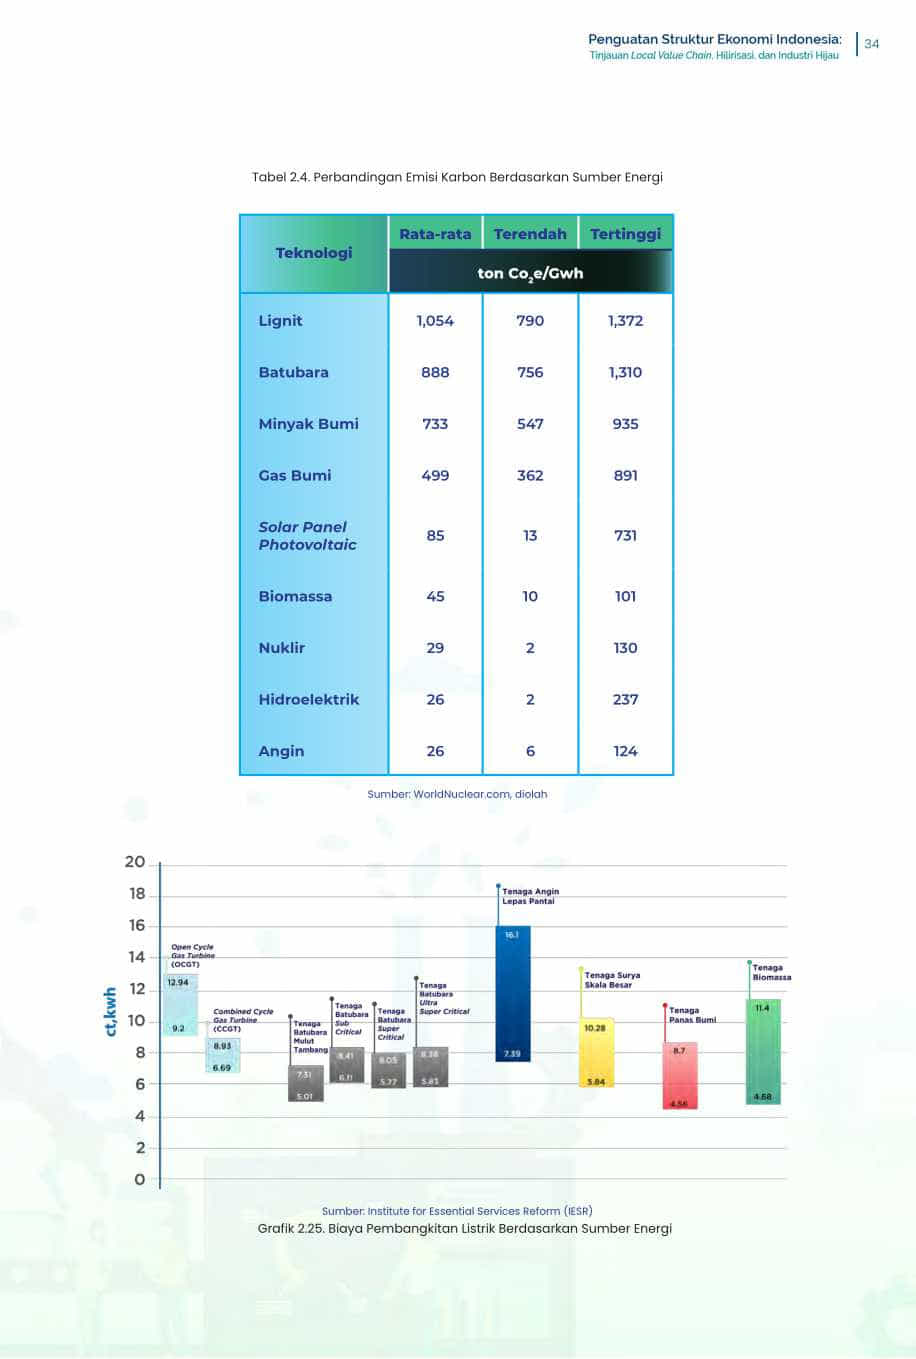 Penguatan Struktur Ekonomi Indonesia:
Tinjauan Local Value Chain, Hilirisasi, dan Industri Hijau
34
Tabel 2.4. Perbandingan Emisi Karbon Berdasarkan Sumber Energi
Teknologi Rata-rata Terendah Tertinggi
ton Co2e/Gwh
Lignit 1,054 790 1,372
Batubara 888 756 1,310
Minyak Bumi 733 547 935
Gas Bumi 499 362 891
Solar Panel
Photovoltaic 85 13 731
Biomassa 45 10 101
Nuklir 29 2 130
Hidroelektrik 26 2 237
Angin 26 6 124
Sumber: WorldNuclear.com, diolah
ct,kwh
20
18
16
14
12
10
8
6
4
2
0
Open Cycle
Gas Turbine
(OCGT)
12.94
9.2
Combined Cycle
Gas Turbine
(CCGT)
8.93
6.69
Tenaga
Batubara
Mulut
Tambang
7.31
5.01
Tenaga
Batubara
Sub
Critical
8.41
6.11
Tenaga
Batubara
Super
Critical
8.05
5.77
Tenaga
Batubara
Ultra
Super Critical
8.38
5.83
Tenaga Angin
Lepas Pantai
16.1
7.39
Tenaga Surya
Skala Besar
10.28
5.84
Tenaga
Panas Bumi
8.7
4.56
Tenaga
Biomassa
11.4
4.68
Sumber: Institute for Essential Services Reform (IESR)
Grafik 2.25. Biaya Pembangkitan Listrik Berdasarkan Sumber Energi